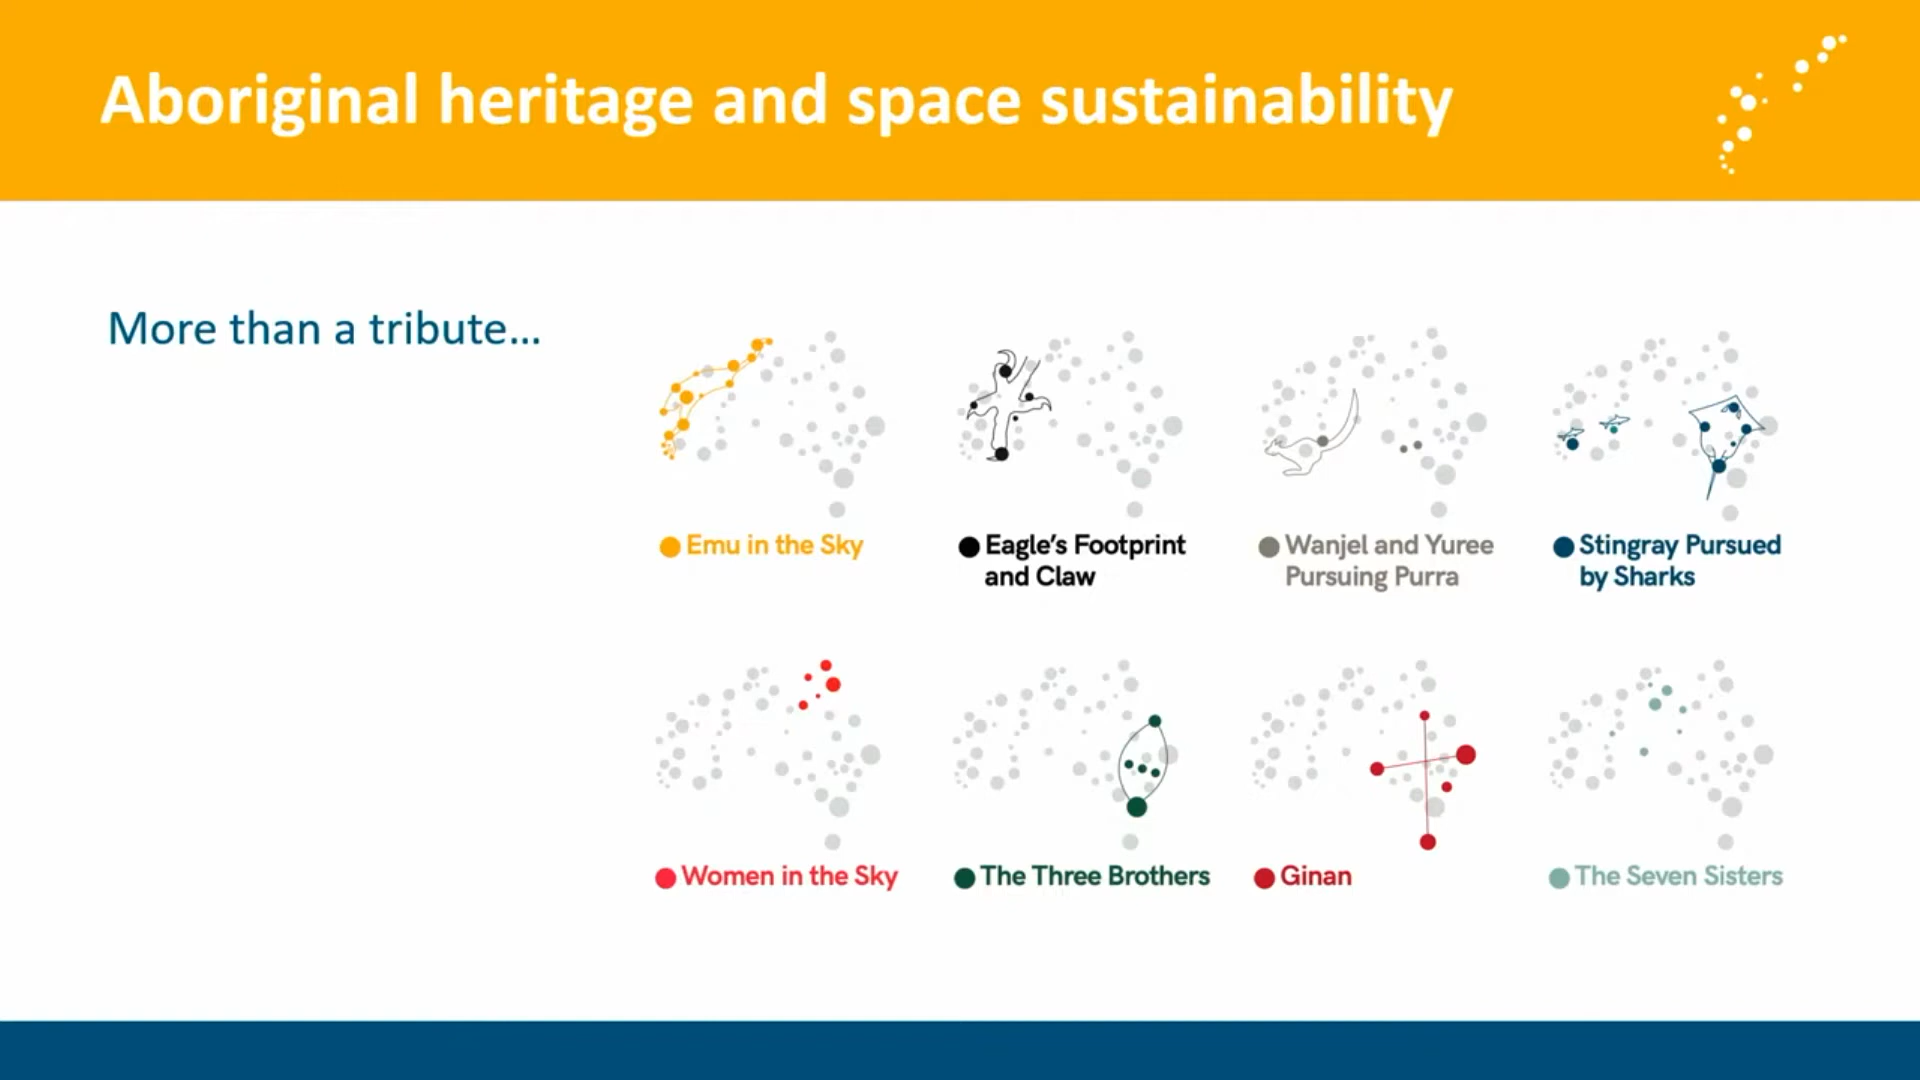 Aboriginal heritage and space sustainability
More than a tribute...
Emu in the Sky
Eagle's Footprint
and Claw
Wanjel and Yuree
Pursuing Purra
Stingray Pursued
by Sharks
Women in the Sky
The Three Brothers
Ginan
The Seven Sisters